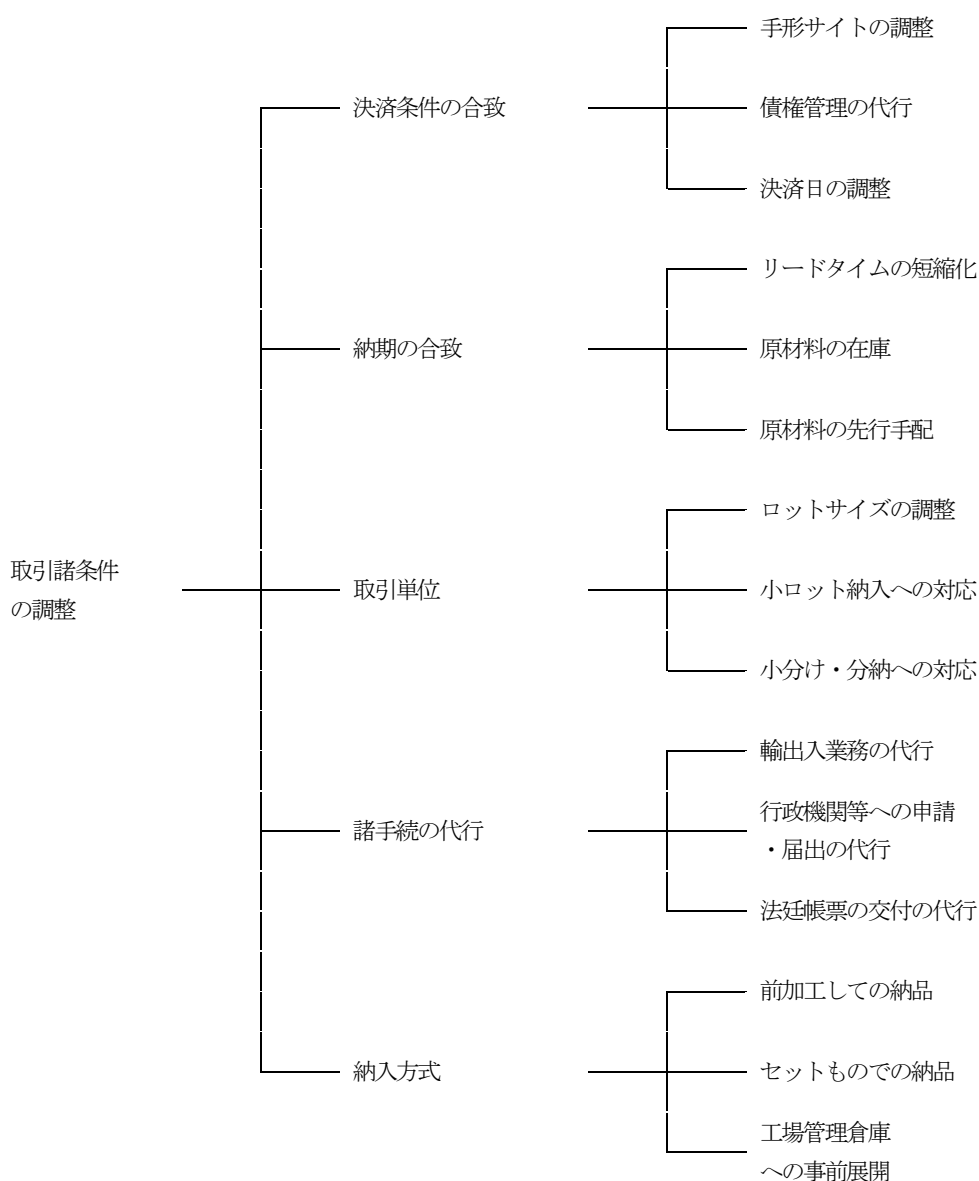 取引諸条件
の調整
決済条件の合致
手形サイトの調整
債権管理の代行
決済日の調整
納期の合致
リードタイムの短縮化
原材料の在庫
原材料の先行手配
取引単位
ロットサイズの調整
小ロット納入への対応
小分け・分納への対応
諸手続の代行
輸出入業務の代行
行政機関等への申請
・届出の代行
法廷帳票の交付の代行
納入方式
前加工しての納品
セットものでの納品
工場管理倉庫
への事前展開